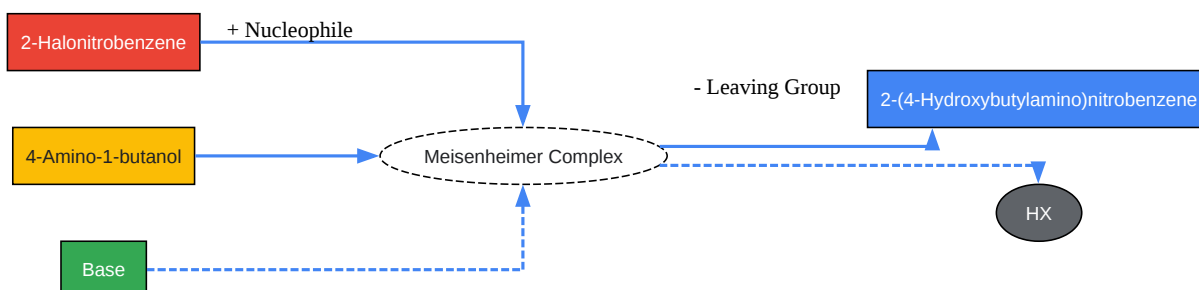 2-Halonitrobenzene
+ Nucleophile
- Leaving Group
2-(4-Hydroxybutylamino)nitrobenzene
4-Amino-1-butanol
Meisenheimer Complex
HX
Base